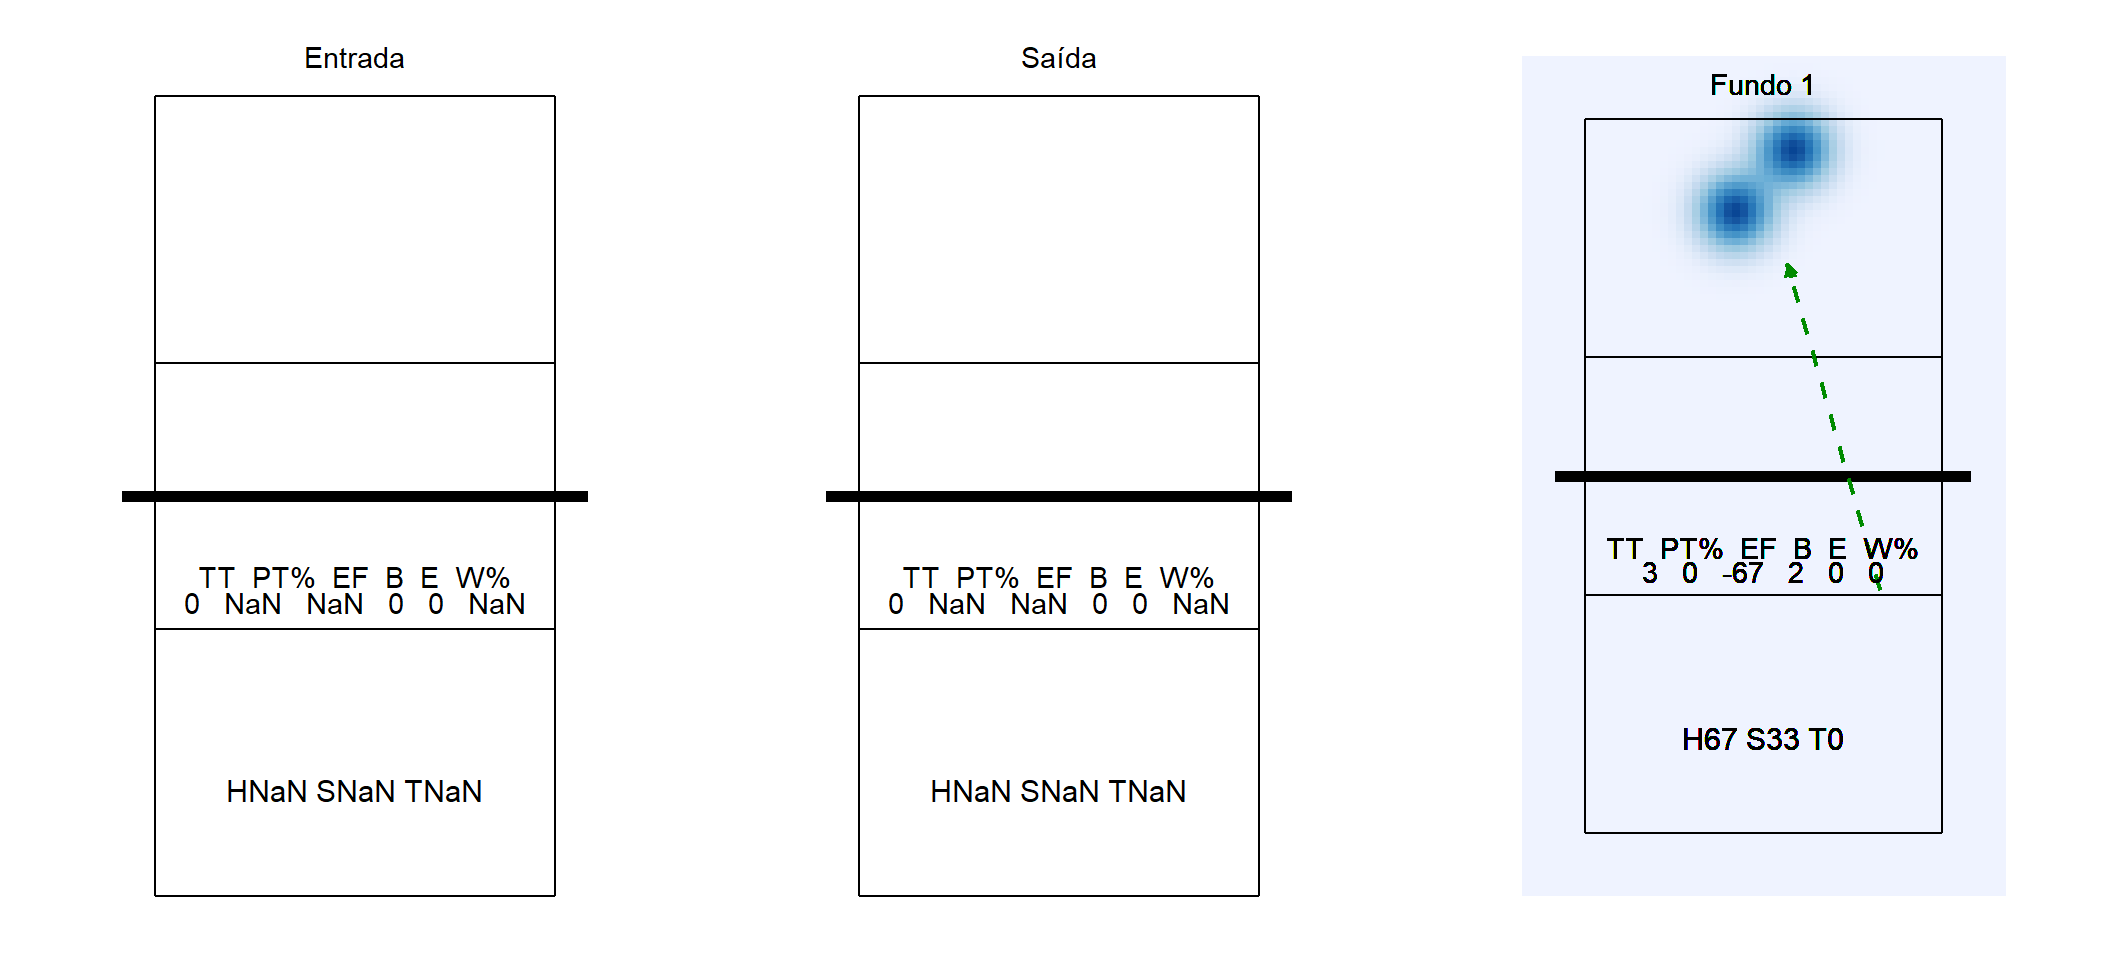 Entrada
TT PT% EF B E W%
0 NaN NaN 0 0 NaN
HNaN SNaN TNaN
Saída
TT PT% EF B E W%
0 NaN NaN 0 0 NaN
HNaN SNaN TNaN
Fundo 1
TT PT% EF B E W%
3 0 -67 2 0 0
H67 S33 T0